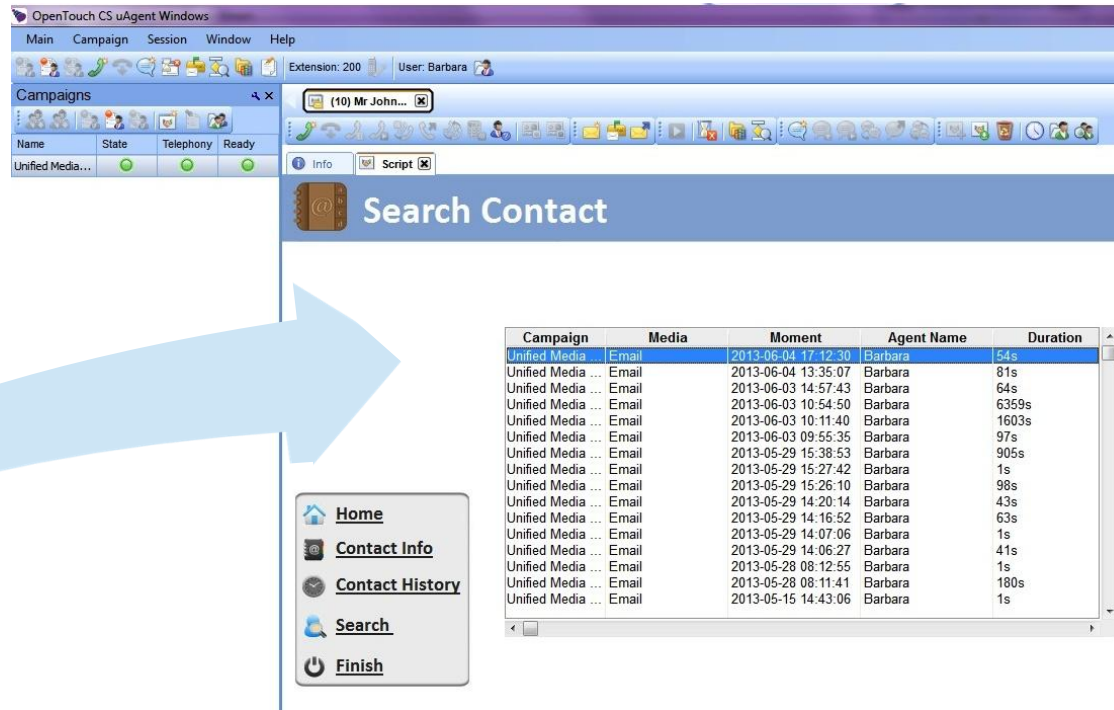 OpenTouch CS uAgent Windows
Main Campaign Session Window Help
Extension: 200 User: Barbara
Campaigns
(10) Mr John...
Name State Telephony Ready
Unified Media...
Info Script
Search Contact
Campaign Media Moment Agent Name Duration
Unified Media ... Email 2013-06-04 17:12:30 Barbara 54s
Unified Media ... Email 2013-06-04 13:35:07 Barbara 81s
Unified Media ... Email 2013-06-03 14:57:43 Barbara 64s
Unified Media ... Email 2013-06-03 10:54:50 Barbara 6359s
Unified Media ... Email 2013-06-03 10:11:40 Barbara 1603s
Unified Media ... Email 2013-06-03 09:55:35 Barbara 97s
Unified Media ... Email 2013-05-29 15:38:53 Barbara 905s
Unified Media ... Email 2013-05-29 15:27:42 Barbara 1s
Unified Media ... Email 2013-05-29 15:26:10 Barbara 98s
Unified Media ... Email 2013-05-29 14:20:14 Barbara 43s
Unified Media ... Email 2013-05-29 14:16:52 Barbara 63s
Unified Media ... Email 2013-05-29 14:07:06 Barbara 1s
Unified Media ... Email 2013-05-29 14:06:27 Barbara 41s
Unified Media ... Email 2013-05-28 08:12:55 Barbara 1s
Unified Media ... Email 2013-05-28 08:11:41 Barbara 180s
Unified Media ... Email 2013-05-15 14:43:06 Barbara 1s
Home
Contact Info
Contact History
Search
Finish